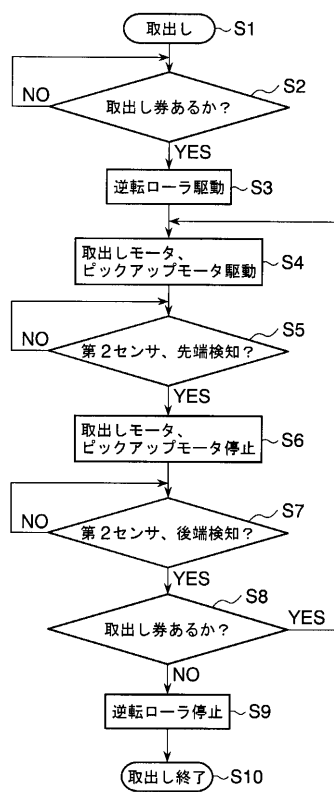 取出し
S1
取出し券あるか?
S2
NO
YES
逆転ローラ駆動
S3
取出しモータ、
ピックアップモータ駆動
S4
第2センサ、先端検知?
S5
NO
YES
取出しモータ、
ピックアップモータ停止
S6
第2センサ、後端検知?
S7
NO
YES
取出し券あるか?
S8
YES
NO
逆転ローラ停止
S9
取出し終了
S10